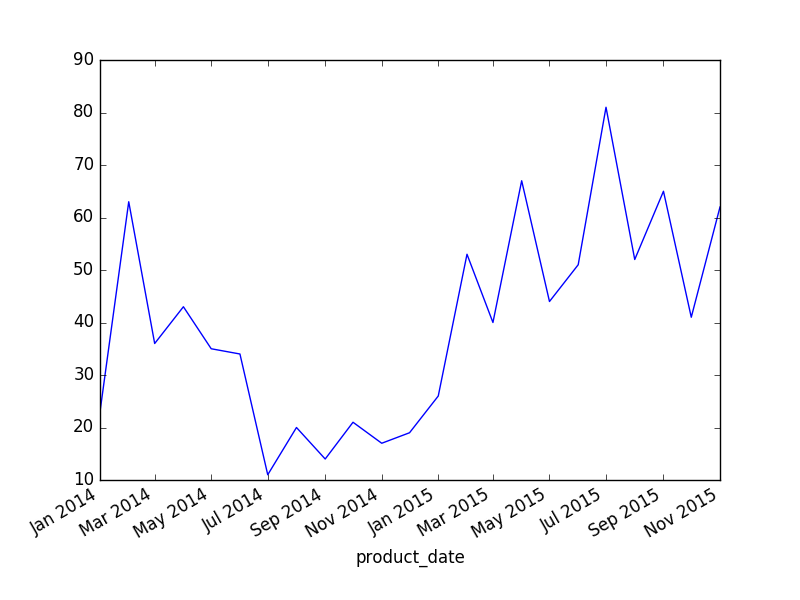 90
80
70
60
50
40
30
20
10
Jan 2014
Mar 2014
May 2014
Jul 2014
Sep 2014
Nov 2014
Jan 2015
Mar 2015
May 2015
Jul 2015
Sep 2015
Nov 2015
product_date